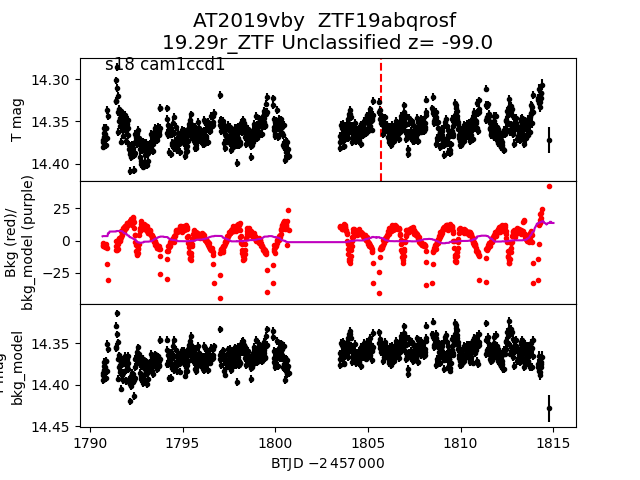 AT2019vby ZTF19abqrosf
19.29r_ZTF Unclassified z= -99.0
s18 cam1ccd1
14.30
14.35
14.40
T mag
25
0
−25
Bkg (red)/
bkg_model (purple)
14.35
14.40
14.45
mag
bkg_model
1790
1795
1800
1805
1810
1815
BTJD −2 457 000